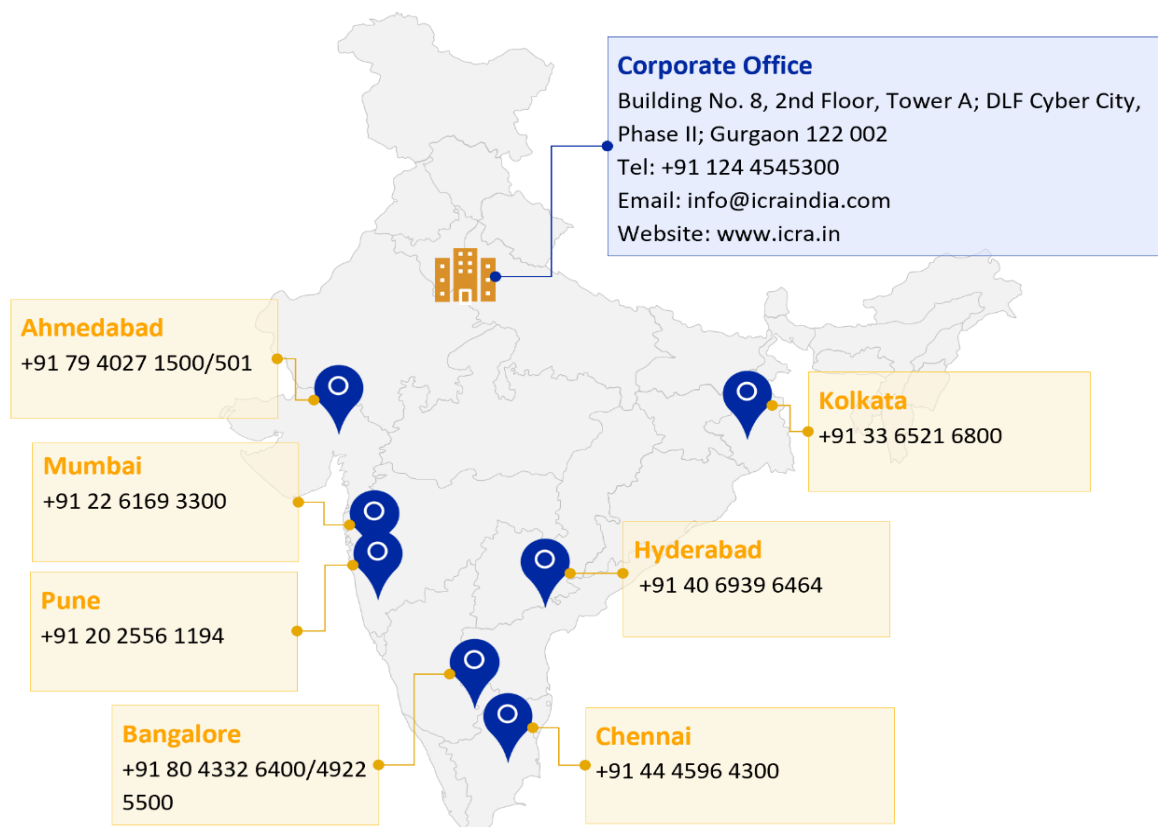 Corporate Office
Building No. 8, 2nd Floor, Tower A; DLF Cyber City,
Phase II; Gurgaon 122 002
Tel: +91 124 4545300
Email: info@icraindia.com
Website: www.icra.in
Ahmedabad
+91 79 4027 1500/501
Kolkata
+91 33 6521 6800
Mumbai
+91 22 6169 3300
Hyderabad
+91 40 6939 6464
Pune
+91 20 2556 1194
Bangalore
+91 80 4332 6400/4922
5500
Chennai
+91 44 4596 4300